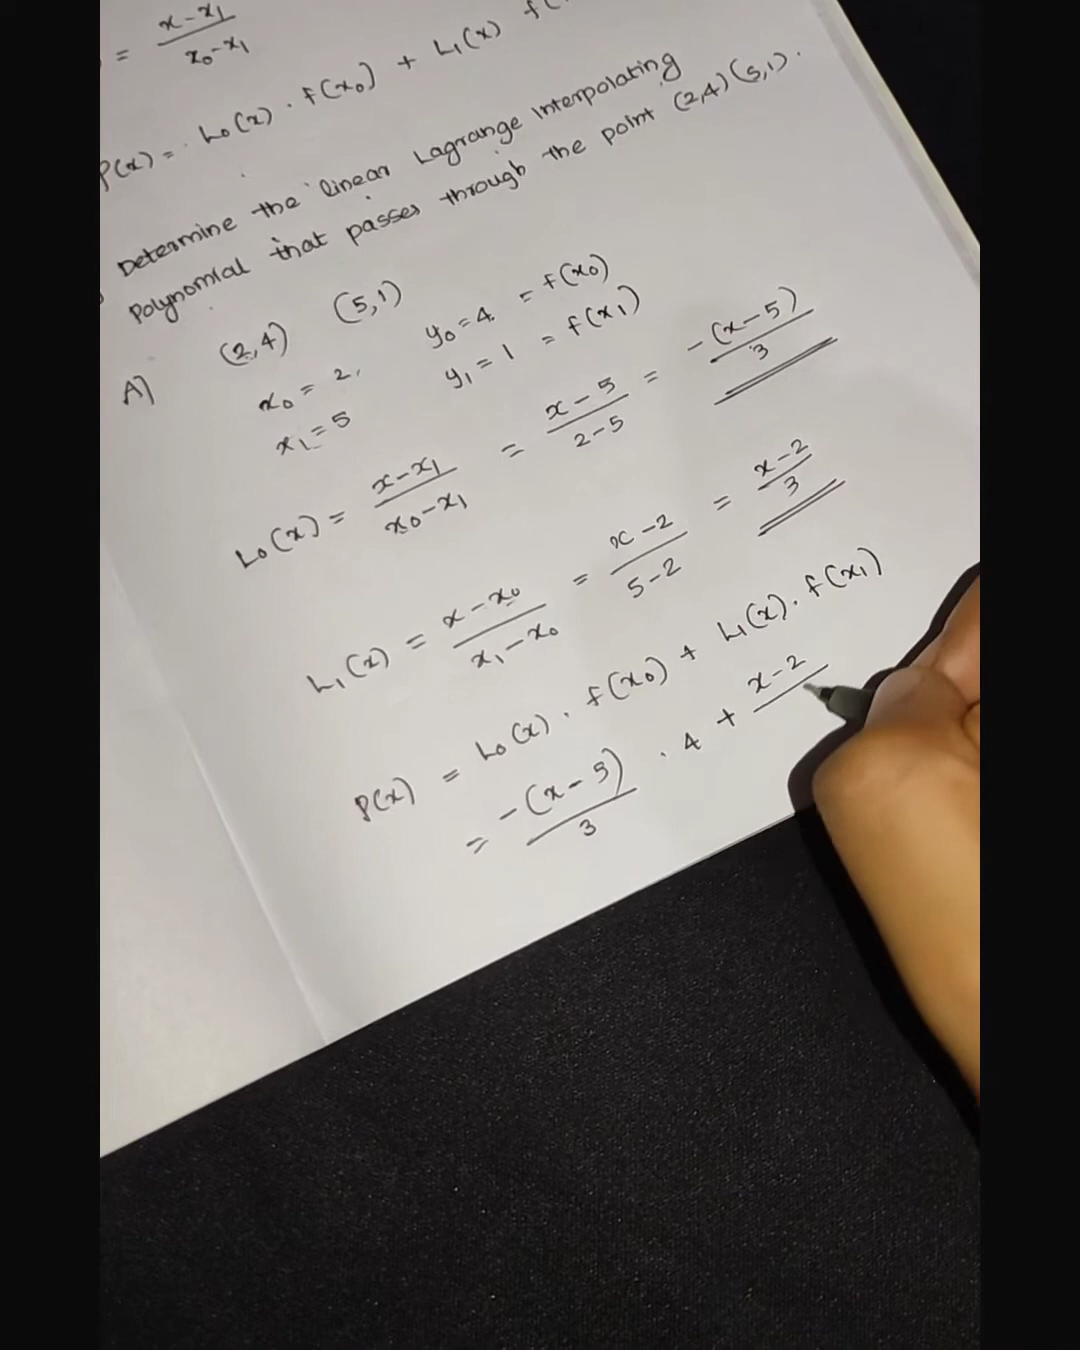 = x-x₁/x₀-x₁
P(x) = L₀(x) · f(x₀) + L₁(x) f(
Determine the linear Lagrange Interpolating
Polynomial that passes through the point (2,4) (5,1).
A) (2,4) (5,1)
x₀ = 2, y₀ = 4 = f(x₀)
x₁ = 5 y₁ = 1 = f(x₁)
L₀(x) = x-x₁/x₀-x₁ = x-5/2-5 = -(x-5)/3
L₁(x) = x-x₀/x₁-x₀ = x-2/5-2 = x-2/3
P(x) = L₀(x) · f(x₀) + L₁(x) · f(x₁)
= -(x-5)/3 · 4 + x-2/